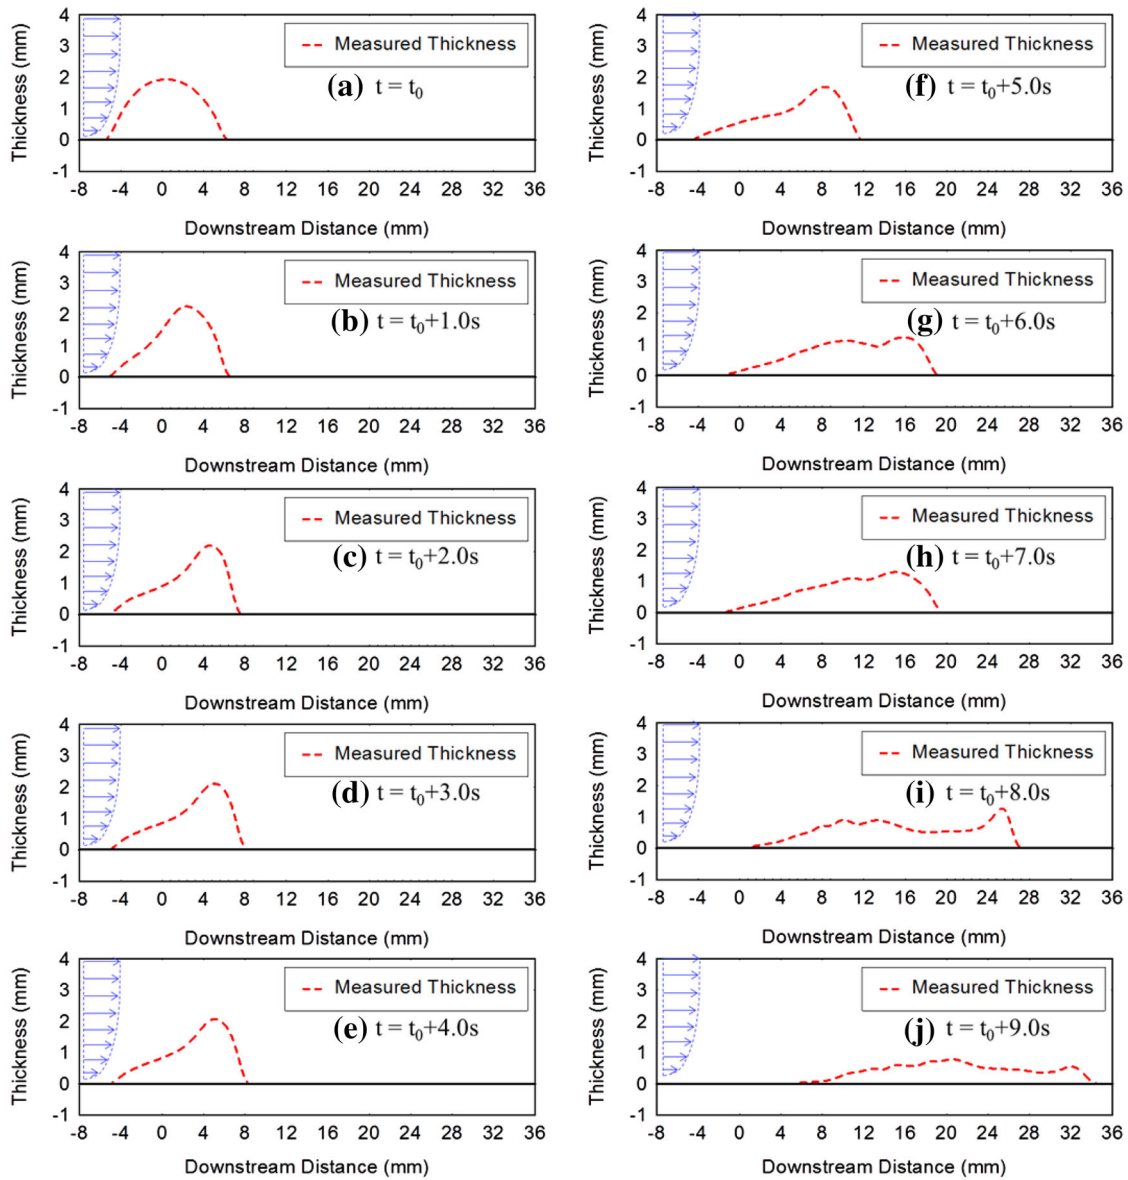 4
3
2
1
0
-1
Thickness (mm)
Measured Thickness
(a) t = t0
-8 -4 0 4 8 12 16 20 24 28 32 36
Downstream Distance (mm)
4
3
2
1
0
-1
Thickness (mm)
Measured Thickness
(b) t = t0+1.0s
-8 -4 0 4 8 12 16 20 24 28 32 36
Downstream Distance (mm)
4
3
2
1
0
-1
Thickness (mm)
Measured Thickness
(c) t = t0+2.0s
-8 -4 0 4 8 12 16 20 24 28 32 36
Downstream Distance (mm)
4
3
2
1
0
-1
Thickness (mm)
Measured Thickness
(d) t = t0+3.0s
-8 -4 0 4 8 12 16 20 24 28 32 36
Downstream Distance (mm)
4
3
2
1
0
-1
Thickness (mm)
Measured Thickness
(e) t = t0+4.0s
-8 -4 0 4 8 12 16 20 24 28 32 36
Downstream Distance (mm)
4
3
2
1
0
-1
Thickness (mm)
Measured Thickness
(f) t = t0+5.0s
-8 -4 0 4 8 12 16 20 24 28 32 36
Downstream Distance (mm)
4
3
2
1
0
-1
Thickness (mm)
Measured Thickness
(g) t = t0+6.0s
-8 -4 0 4 8 12 16 20 24 28 32 36
Downstream Distance (mm)
4
3
2
1
0
-1
Thickness (mm)
Measured Thickness
(h) t = t0+7.0s
-8 -4 0 4 8 12 16 20 24 28 32 36
Downstream Distance (mm)
4
3
2
1
0
-1
Thickness (mm)
Measured Thickness
(i) t = t0+8.0s
-8 -4 0 4 8 12 16 20 24 28 32 36
Downstream Distance (mm)
4
3
2
1
0
-1
Thickness (mm)
Measured Thickness
(j) t = t0+9.0s
-8 -4 0 4 8 12 16 20 24 28 32 36
Downstream Distance (mm)